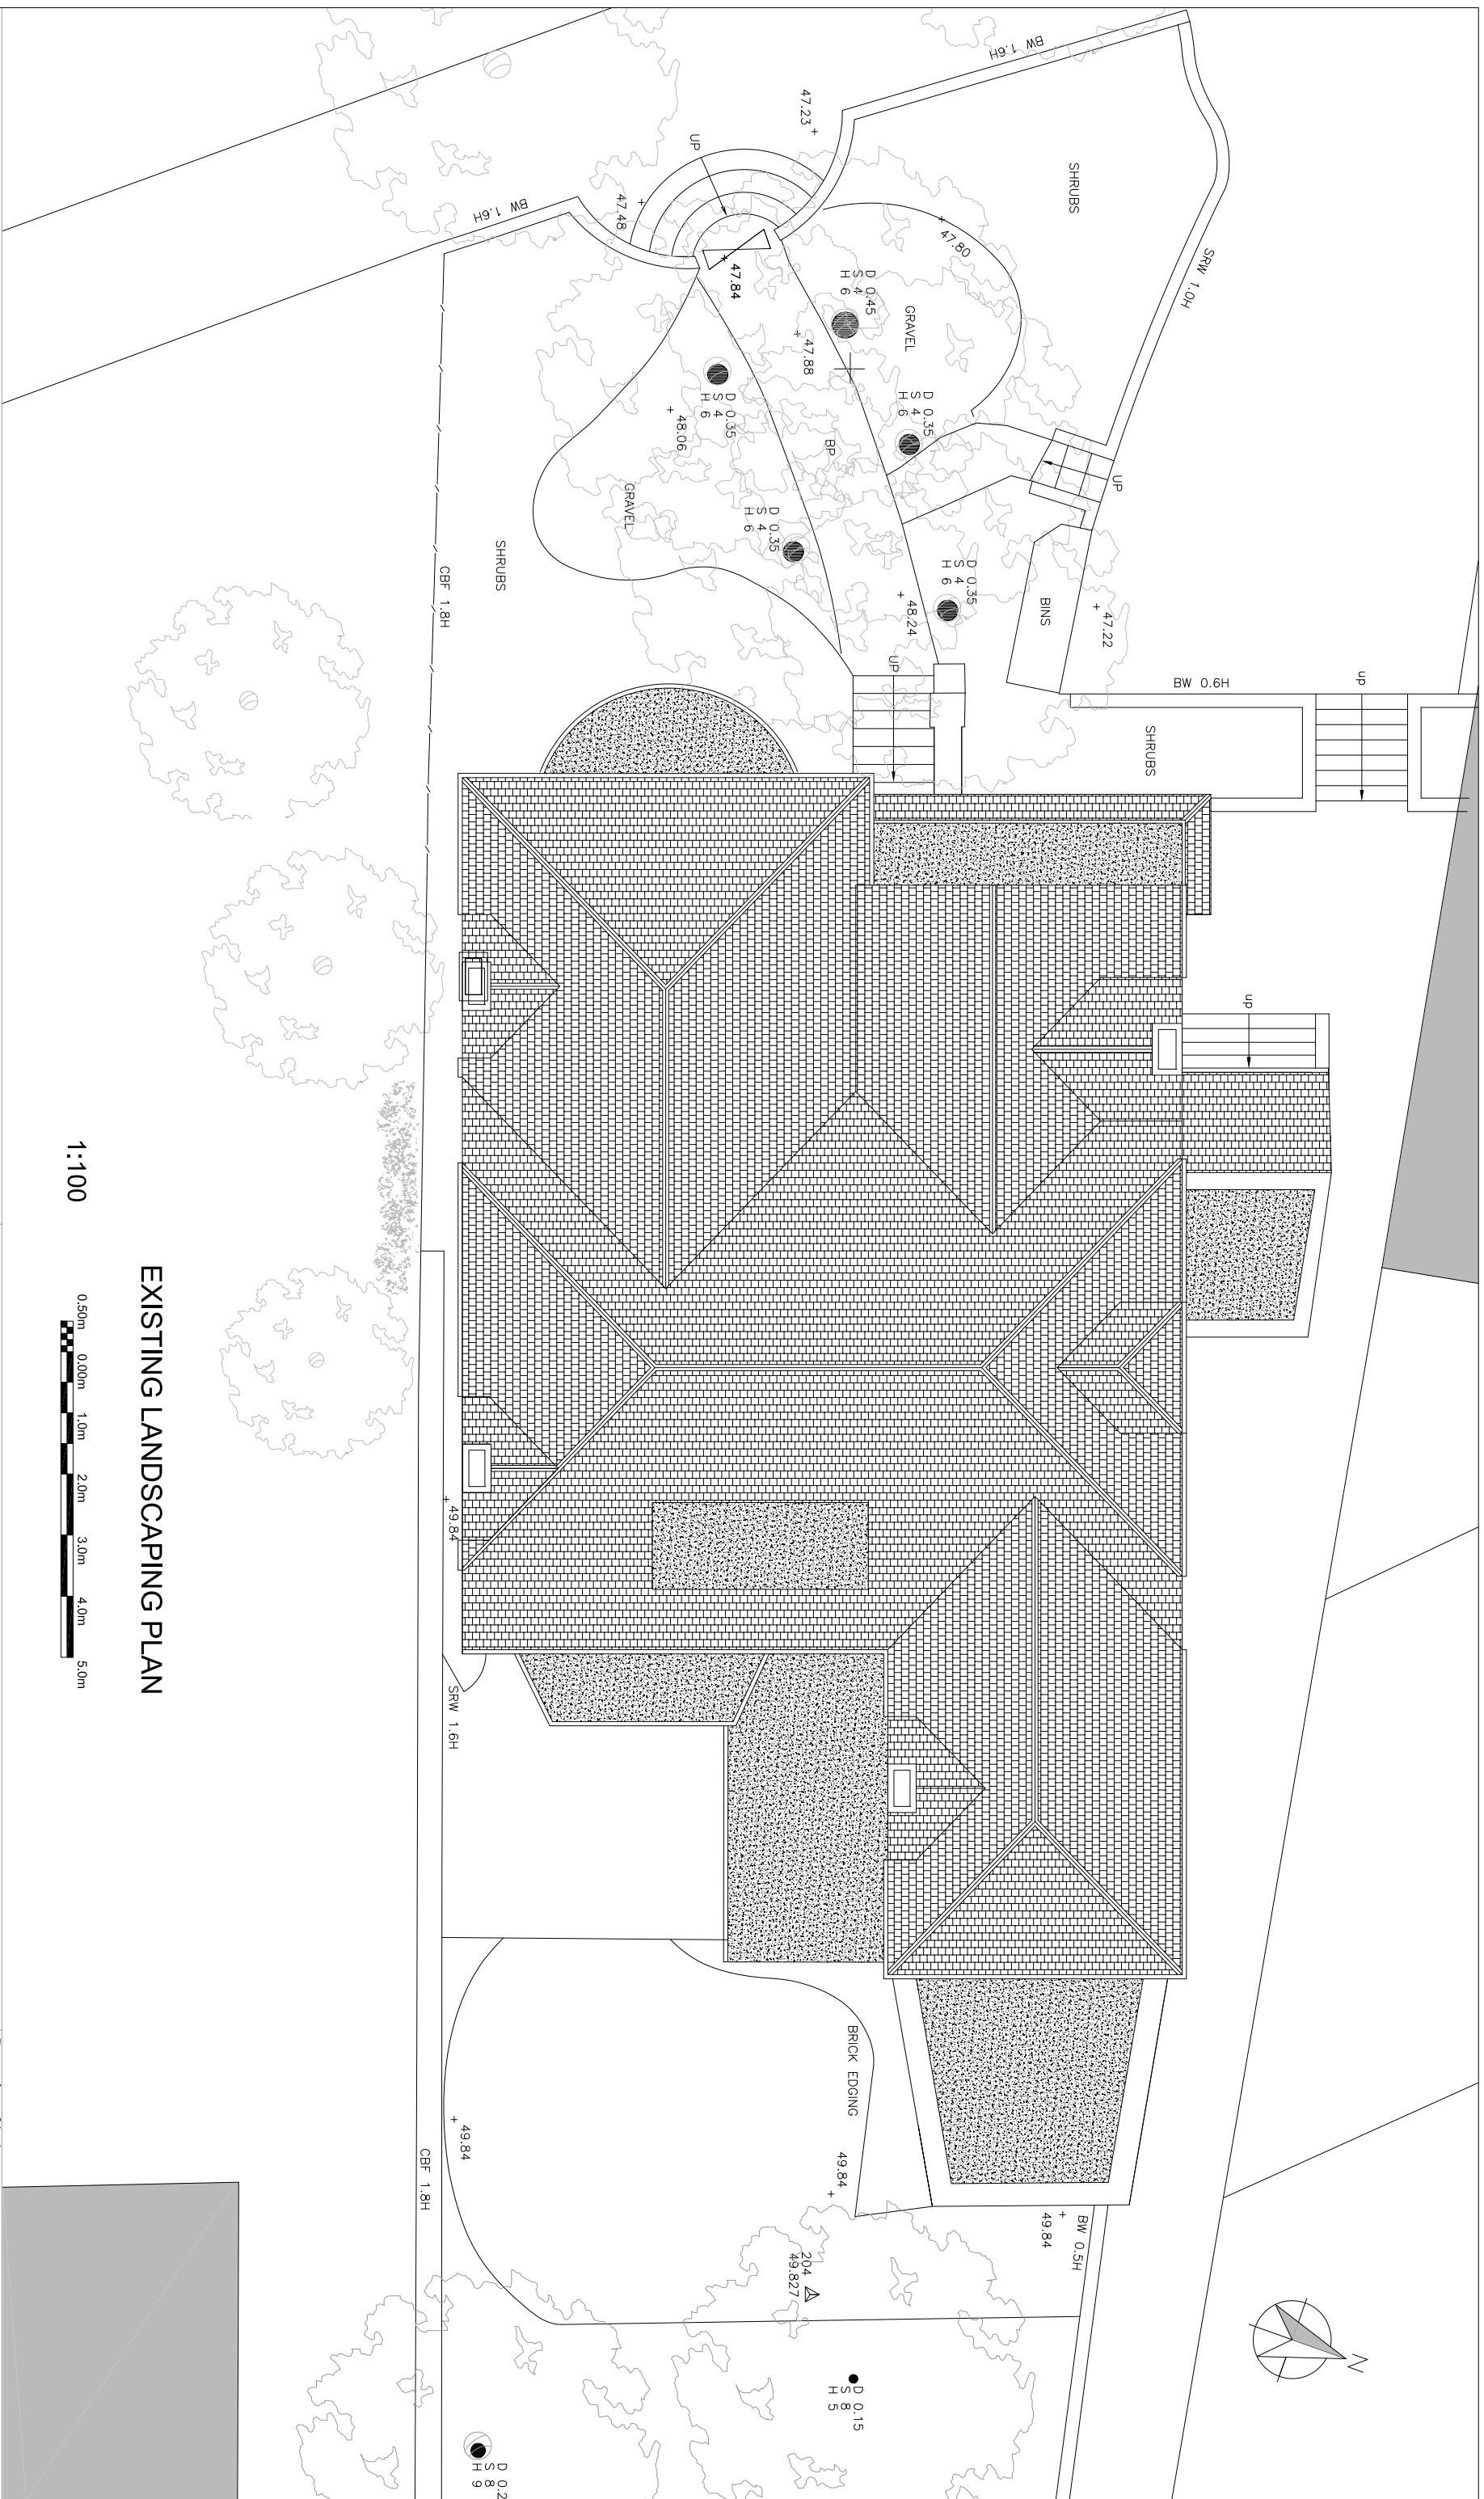 BW 1.6H
47.23
UP
SHRUBS
47.48
BW 1.6H
47.80
SRW 1.0H
47.84
D 0.45
S 4
H 6
GRAVEL
47.88
D 0.35
S 4
H 6
D 0.35
S 4
H 6
48.06
BP
UP
GRAVEL
D 0.35
S 4
H 6
SHRUBS
CBF 1.8H
D 0.35
S 4
H 6
BINS
47.22
48.24
UP
BW 0.6H
up
SHRUBS
up
1:100
EXISTING LANDSCAPING PLAN
0.50m 0.00m 1.0m 2.0m 3.0m 4.0m 5.0m
49.84
SRW 1.6H
BRICK EDGING
49.84
49.84
CBF 1.8H
BW 0.5H
49.84
204
49.827
N
D 0.15
S 8
H 5
D 0.2
S 8
H 9